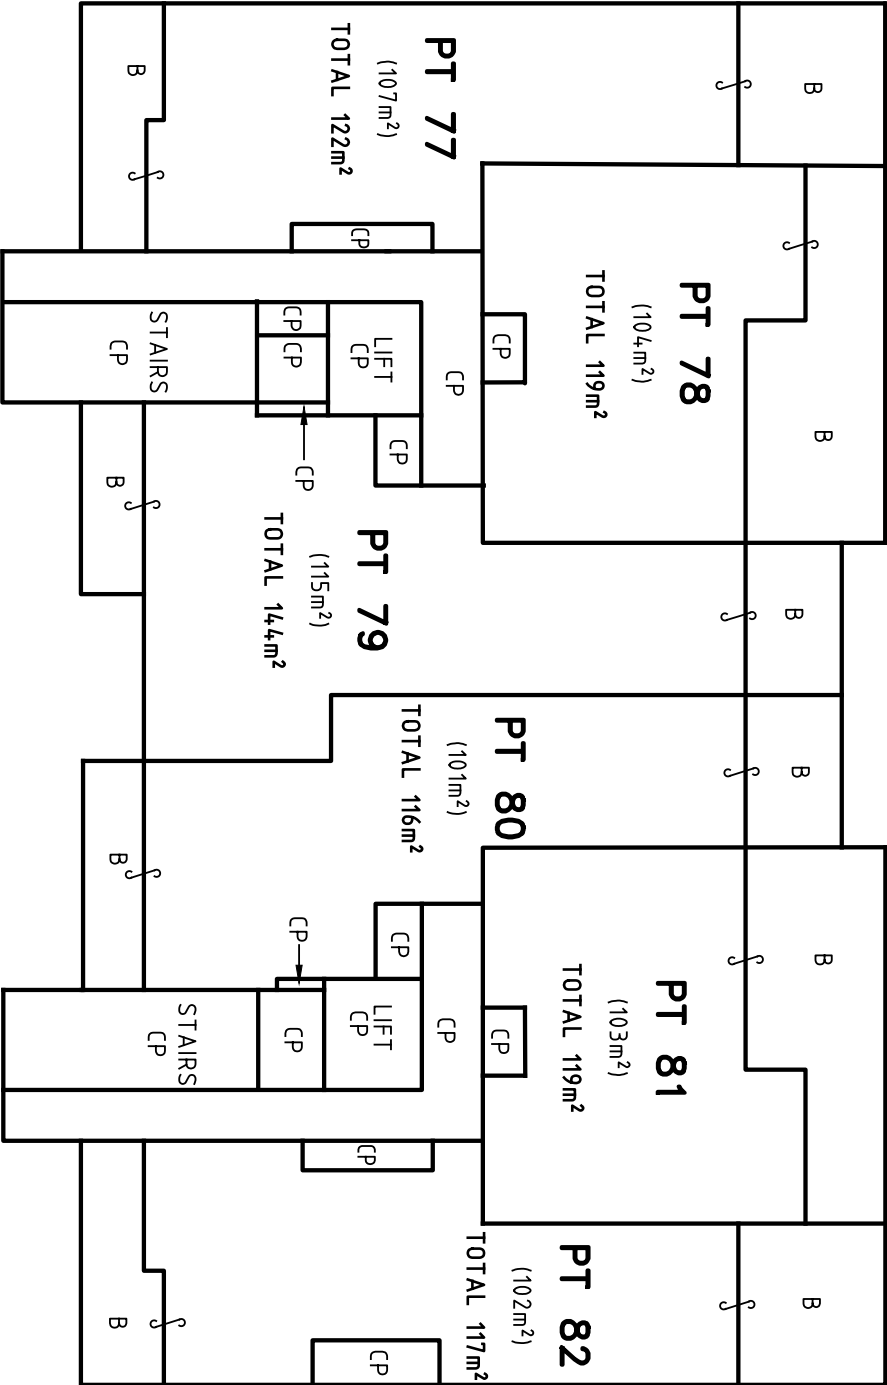 B
B
PT 77
(107m²)
TOTAL 122m²
CP
B
PT 78
(104m²)
TOTAL 119m²
CP
CP
CP
CP
LIFT
CP
STAIRS
CP
B
CP
CP
B
CP
PT 79
(115m²)
TOTAL 144m²
B
B
PT 80
(101m²)
TOTAL 116m²
B
CP
CP
B
PT 81
(103m²)
TOTAL 119m²
CP
CP
LIFT
CP
CP
STAIRS
CP
CP
B
PT 82
(102m²)
TOTAL 117m²
B
CP